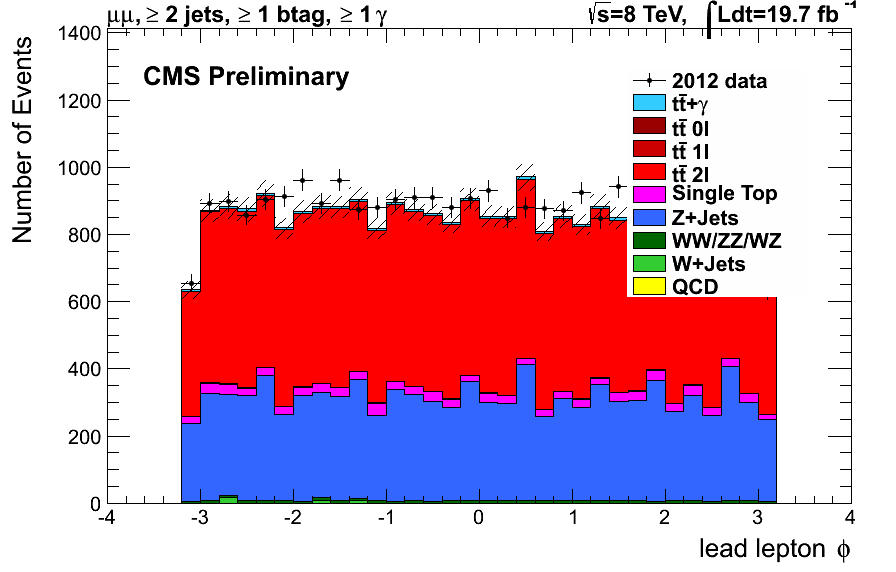 μμ, ≥ 2 jets, ≥ 1 btag, ≥ 1 γ
√s=8 TeV, ∫Ldt=19.7 fb⁻¹
CMS Preliminary
2012 data
tt̄+γ
tt̄ 0l
tt̄ 1l
tt̄ 2l
Single Top
Z+Jets
WW/ZZ/WZ
W+Jets
QCD
Number of Events
1400
1200
1000
800
600
400
200
0
-4 -3 -2 -1 0 1 2 3 4
lead lepton ϕ